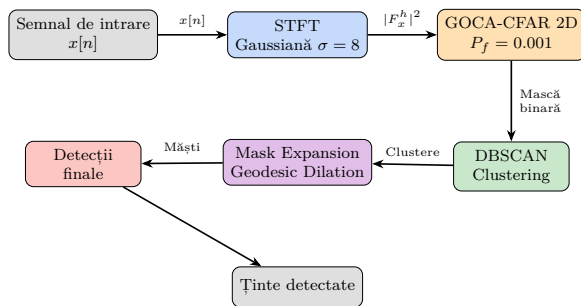 Semnal de intrare
x[n]
x[n]
STFT
Gaussiană σ = 8
|F_x^h|^2
GOCA-CFAR 2D
P_f = 0.001
Mască
binară
DBSCAN
Clustering
Clustere
Mask Expansion
Geodesic Dilation
Măști
Detecții
finale
Ținte detectate